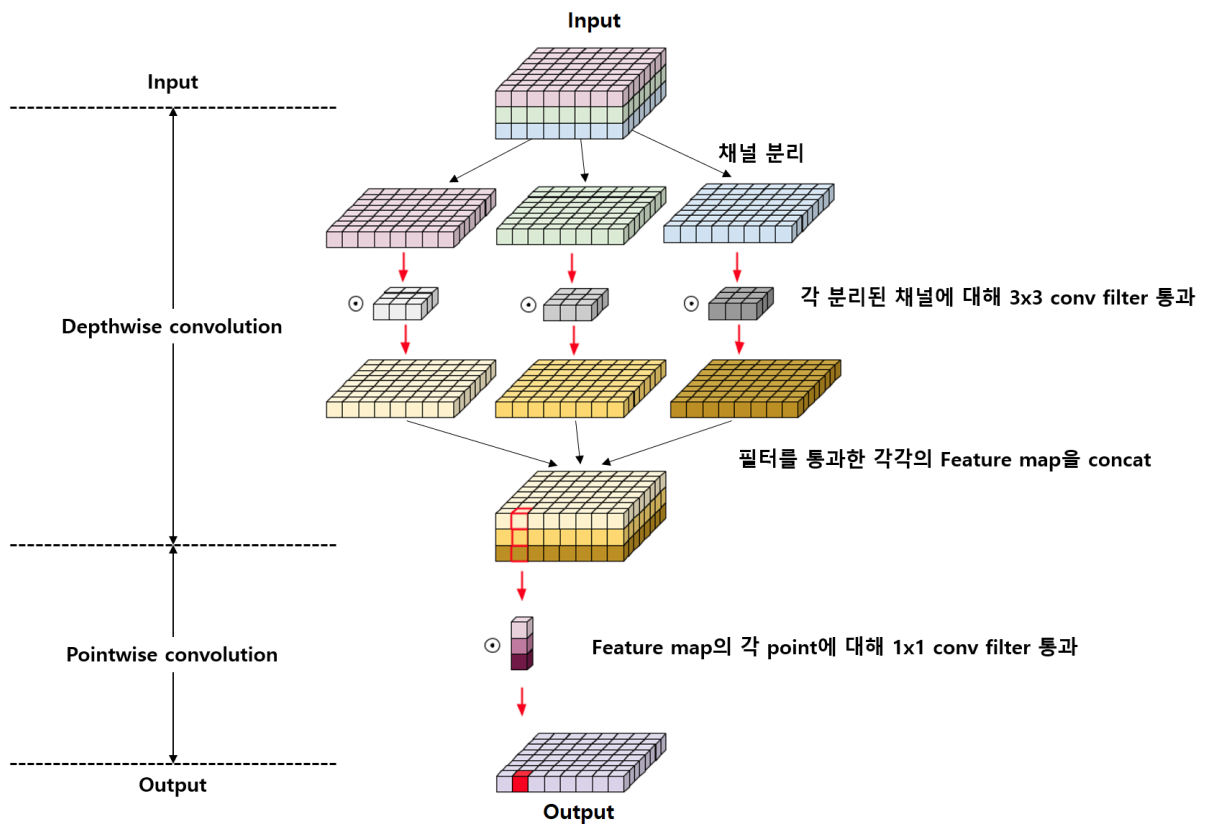 Input
Input
채널 분리
각 분리된 채널에 대해 3x3 conv filter 통과
Depthwise convolution
필터를 통과한 각각의 Feature map을 concat
Feature map의 각 point에 대해 1x1 conv filter 통과
Pointwise convolution
Output
Output